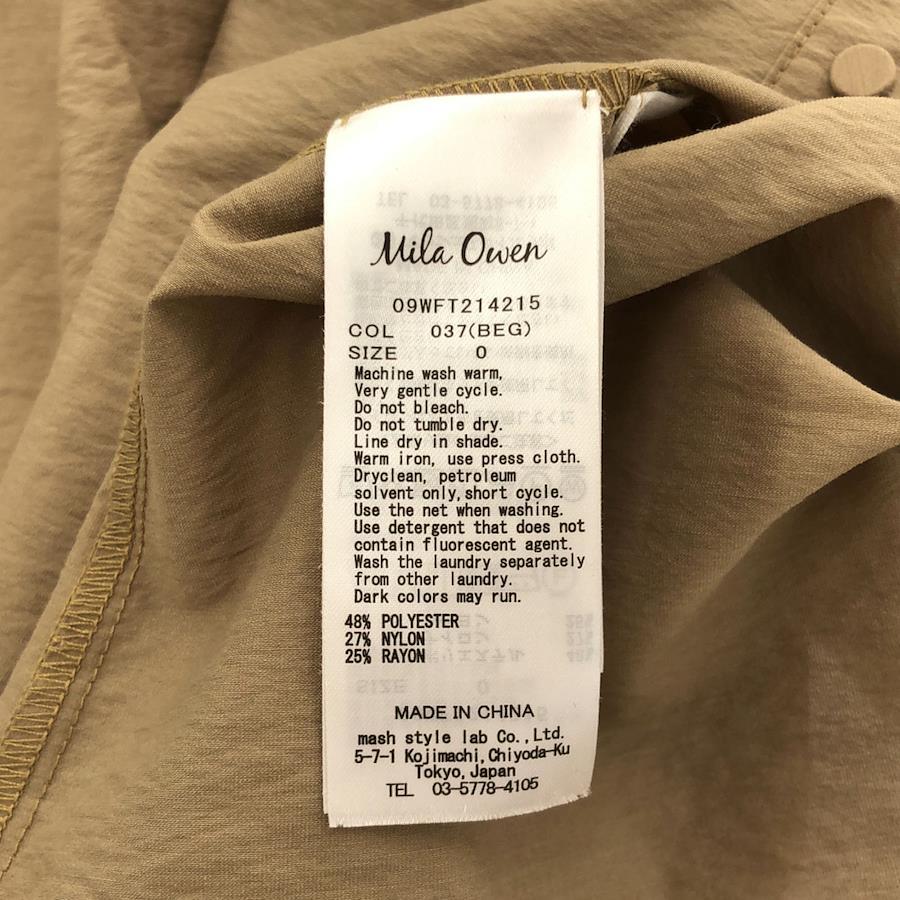 Mila Owen
09WFT214215
COL 037(BEG)
SIZE 0
Machine wash warm,
Very gentle cycle.
Do not bleach.
Do not tumble dry.
Line dry in shade.
Warm iron, use press cloth.
Dryclean, petroleum
solvent only,short cycle.
Use the net when washing.
Use detergent that does not
contain fluorescent agent.
Wash the laundry separately
from other laundry.
Dark colors may run.
48% POLYESTER
27% NYLON
25% RAYON
MADE IN CHINA
mash style lab Co.,Ltd.
5-7-1 Kojimachi,Chiyoda-Ku
Tokyo,Japan
TEL 03-5778-4105